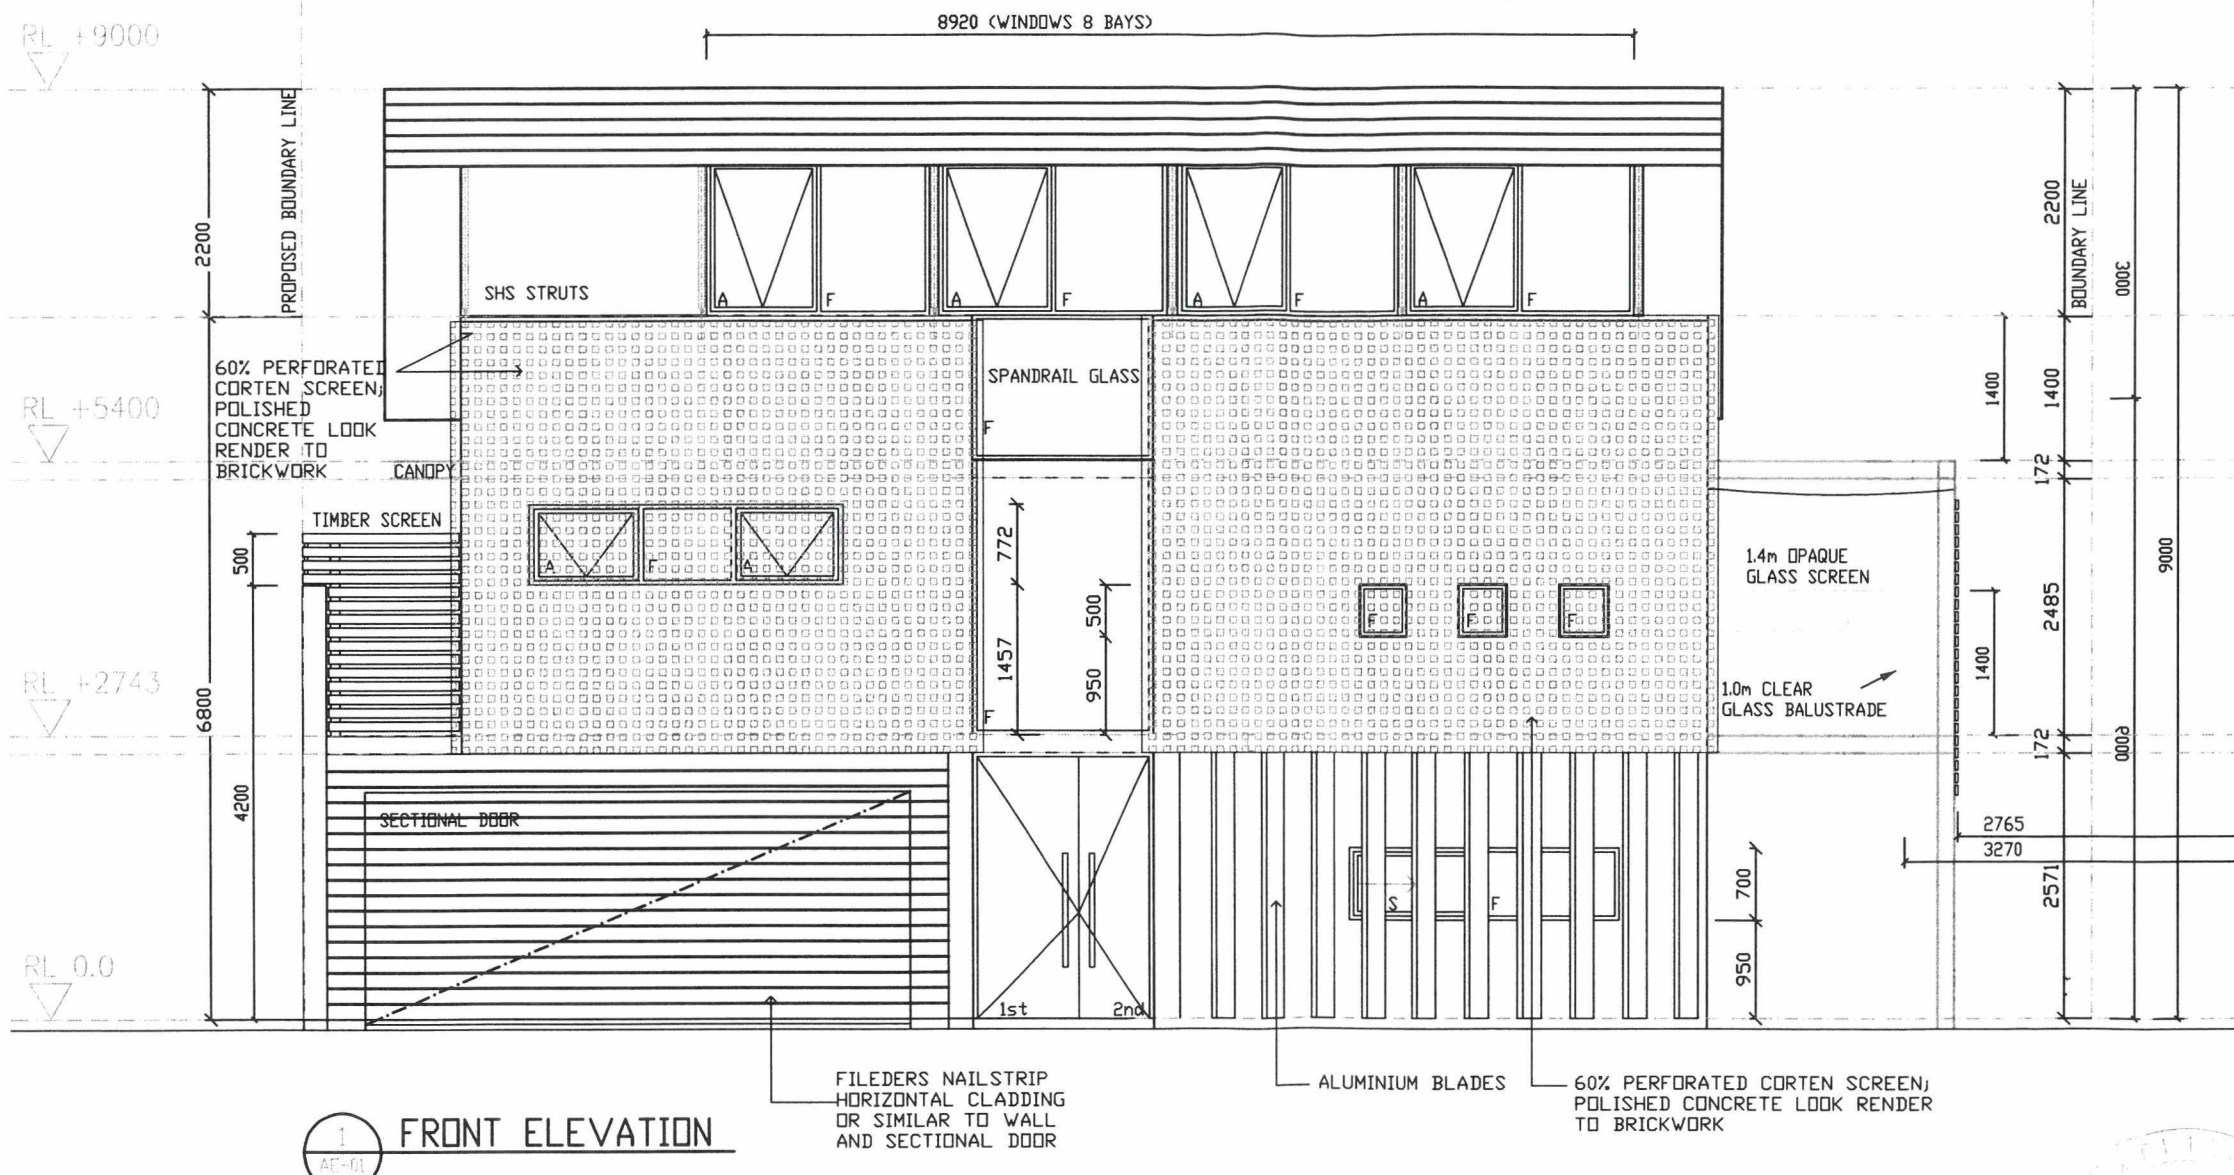 8920 (WINDOWS 8 BAYS)
RL +9000
PROPOSED BOUNDARY LINE
2200
2200
BOUNDARY LINE
3000
SHS STRUTS
A
F
A
F
A
F
A
F
60% PERFORATED
CORTEN SCREEN;
POLISHED
CONCRETE LOOK
RENDER TO
BRICKWORK
RL +5400
CANOPY
SPANDRAIL GLASS
F
1400
1400
172
TIMBER SCREEN
500
A
F
A
772
1457
500
950
F
F
F
F
1.4m OPAQUE
GLASS SCREEN
2485
9000
1400
1.0m CLEAR
GLASS BALUSTRADE
RL +2743
6800
172
6000
4200
SECTIONAL DOOR
2765
3270
700
S
F
2571
950
RL 0.0
1st
2nd
FILEDERS NAILSTRIP
HORIZONTAL CLADDING
OR SIMILAR TO WALL
AND SECTIONAL DOOR
ALUMINIUM BLADES
60% PERFORATED CORTEN SCREEN;
POLISHED CONCRETE LOOK RENDER
TO BRICKWORK
1
AE-01
FRONT ELEVATION